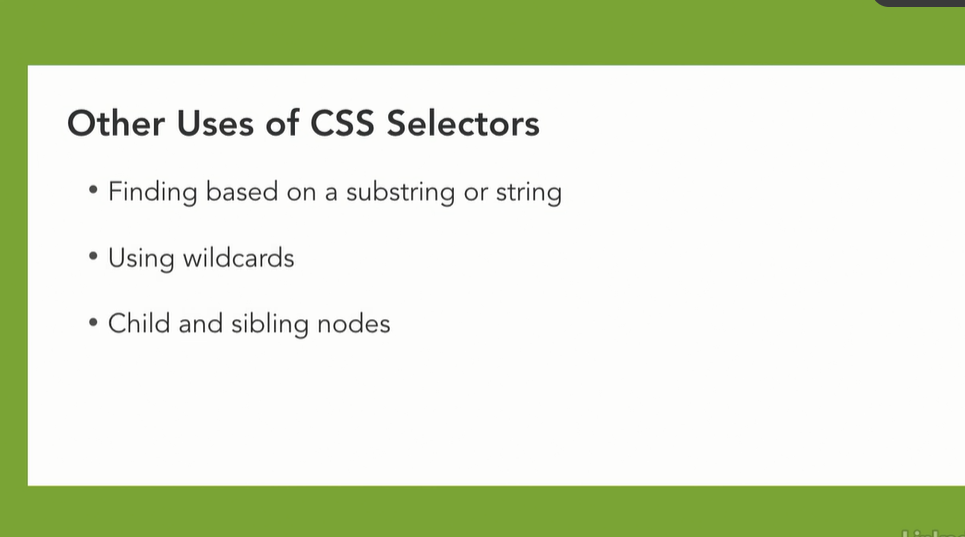 Other Uses of CSS Selectors
• Finding based on a substring or string
• Using wildcards
• Child and sibling nodes